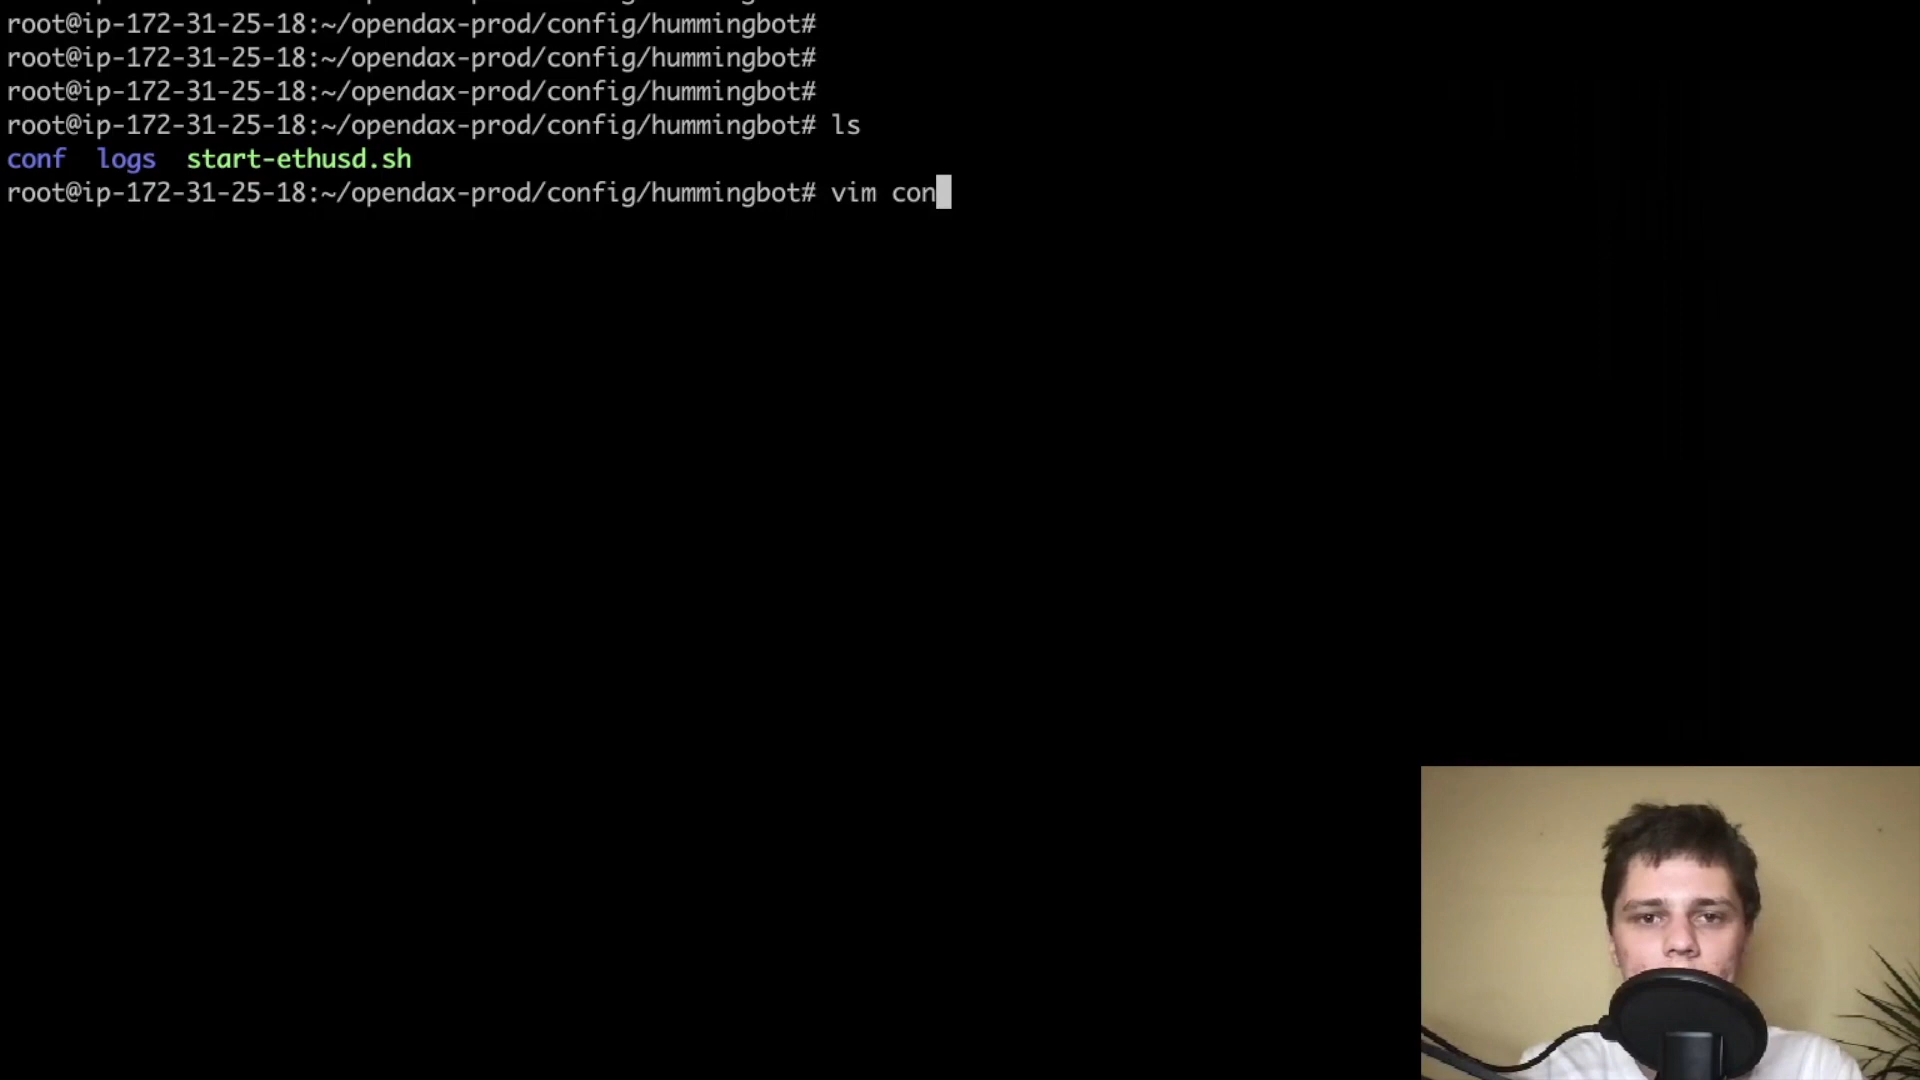 root@ip-172-31-25-18:~/opendax-prod/config/hummingbot#
root@ip-172-31-25-18:~/opendax-prod/config/hummingbot#
root@ip-172-31-25-18:~/opendax-prod/config/hummingbot#
root@ip-172-31-25-18:~/opendax-prod/config/hummingbot# ls
conf  logs  start-ethusd.sh
root@ip-172-31-25-18:~/opendax-prod/config/hummingbot# vim con